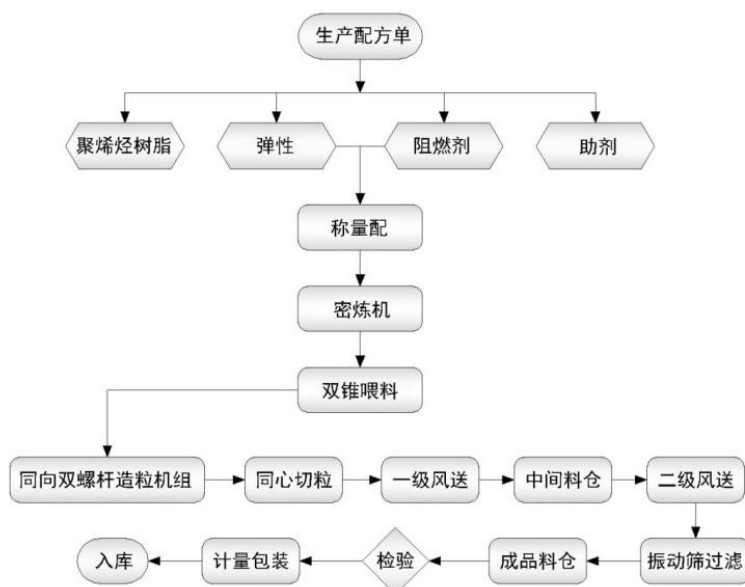 生产配方单
聚烯烃树脂
弹性
阻燃剂
助剂
称量配
密炼机
双锥喂料
同向双螺杆造粒机组
同心切粒
一级风送
中间料仓
二级风送
入库
计量包装
检验
成品料仓
振动筛过滤